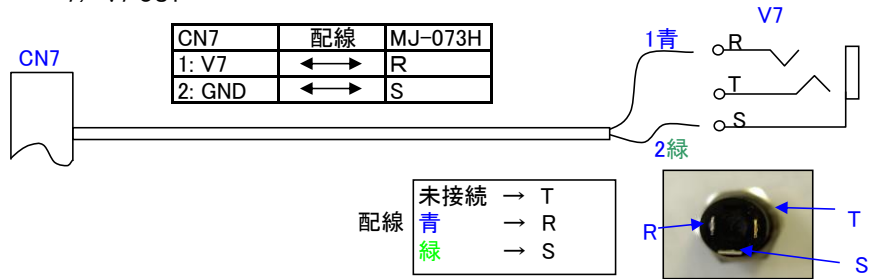 CN7 配線 MJ-073H
1: V7 ←→ R
2: GND ←→ S
CN7
V7
1青
R
T
S
2緑
配線
未接続 → T
青 → R
緑 → S
R
T
S